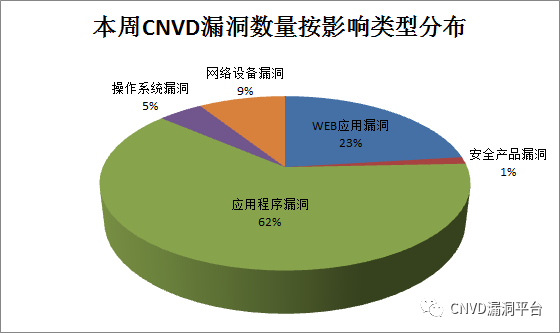 本周CNVD漏洞数量按影响类型分布
网络设备漏洞
9%
操作系统漏洞
5%
WEB应用漏洞
23%
安全产品漏洞
1%
应用程序漏洞
62%
CNVD漏洞平台